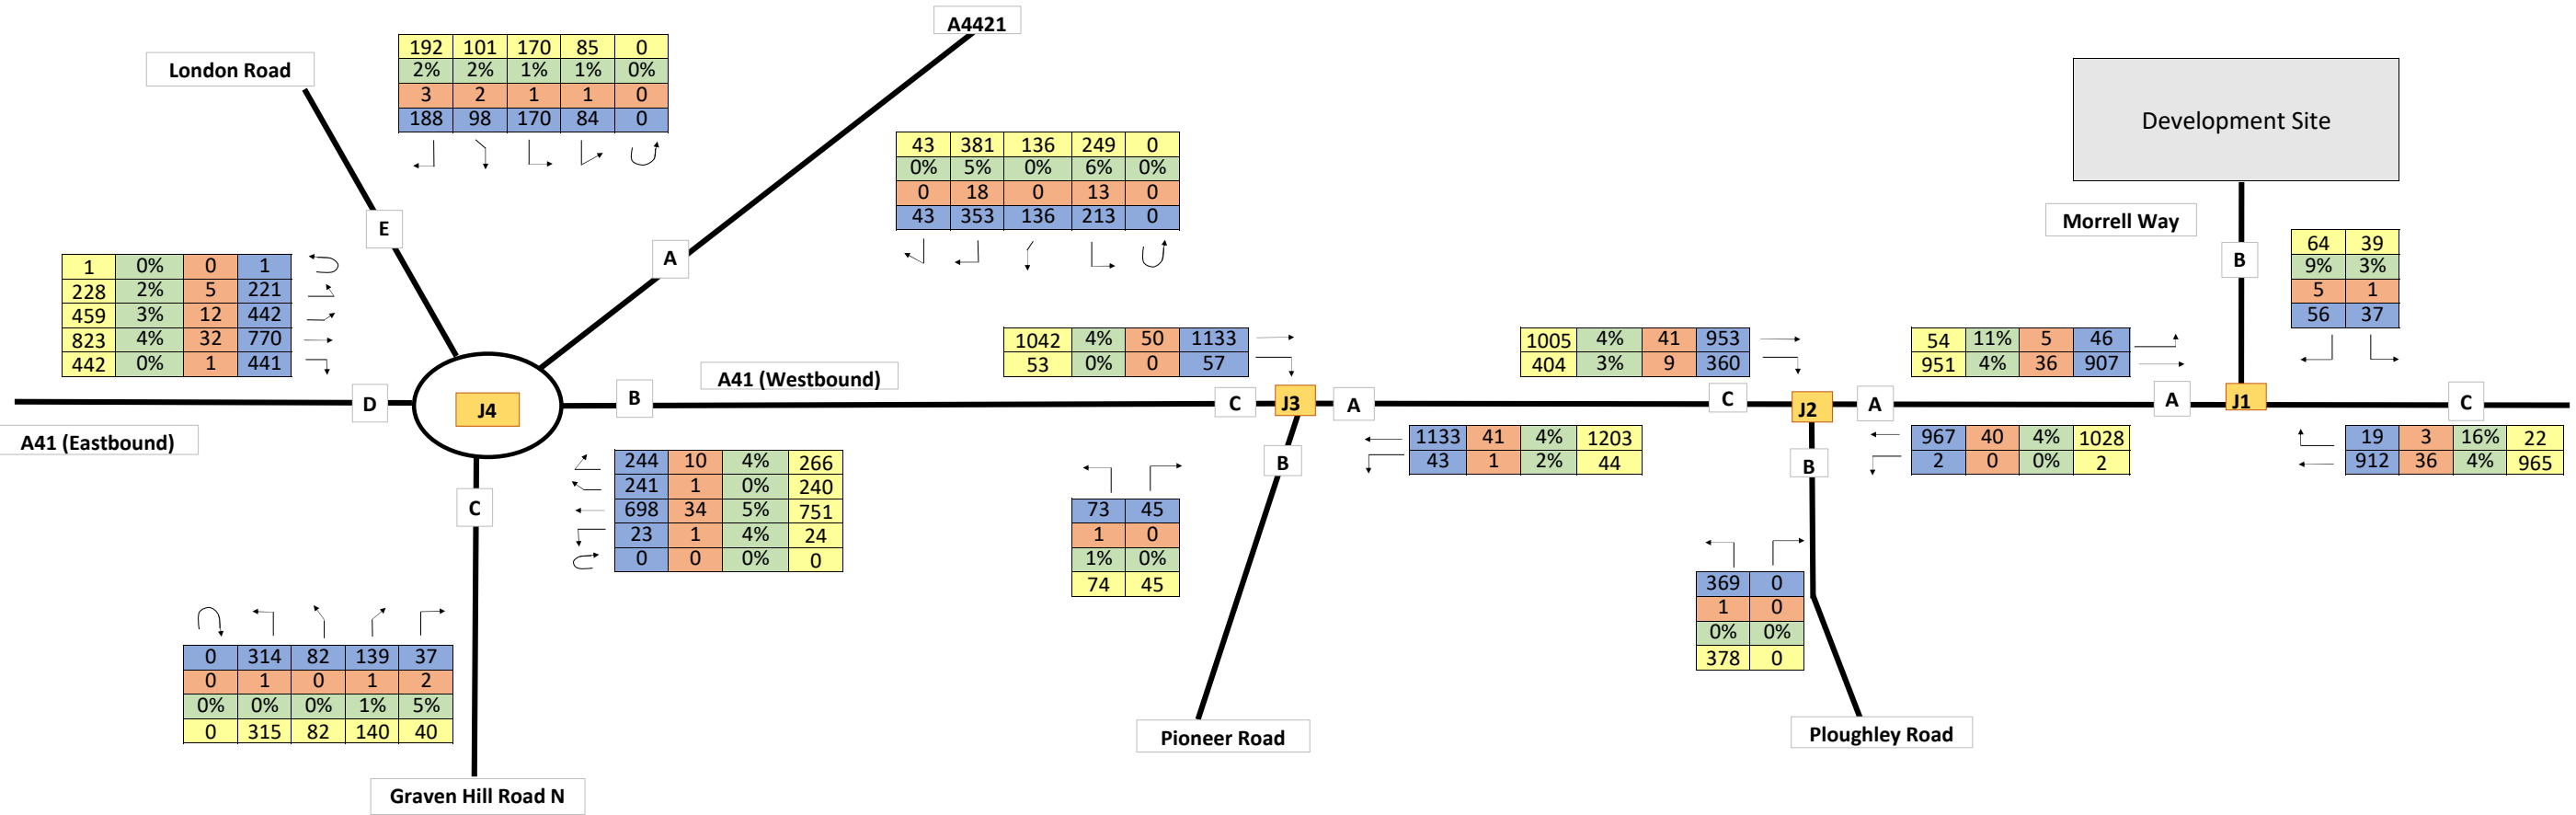 A4421
London Road
192 101 170 85 0
2% 2% 1% 1% 0%
3 2 1 1 0
188 98 170 84 0
Development Site
43 381 136 249 0
0% 5% 0% 6% 0%
0 18 0 13 0
43 353 136 213 0
Morrell Way
E
A
B
64 39
9% 3%
5 1
56 37
1 0% 0 1
228 2% 5 221
459 3% 12 442
823 4% 32 770
442 0% 1 441
1042 4% 50 1133
53 0% 0 57
1005 4% 41 953
404 3% 9 360
54 11% 5 46
951 4% 36 907
A41 (Westbound)
D
J4
B
C
J3
A
C
J2
A
A
J1
C
A41 (Eastbound)
244 10 4% 266
241 1 0% 240
698 34 5% 751
23 1 4% 24
0 0 0% 0
1133 41 4% 1203
43 1 2% 44
967 40 4% 1028
2 0 0% 2
19 3 16% 22
912 36 4% 965
C
B
B
73 45
1 0
1% 0%
74 45
369 0
1 0
0% 0%
378 0
0 314 82 139 37
0 1 0 1 2
0% 0% 0% 1% 5%
0 315 82 140 40
Pioneer Road
Ploughley Road
Graven Hill Road N